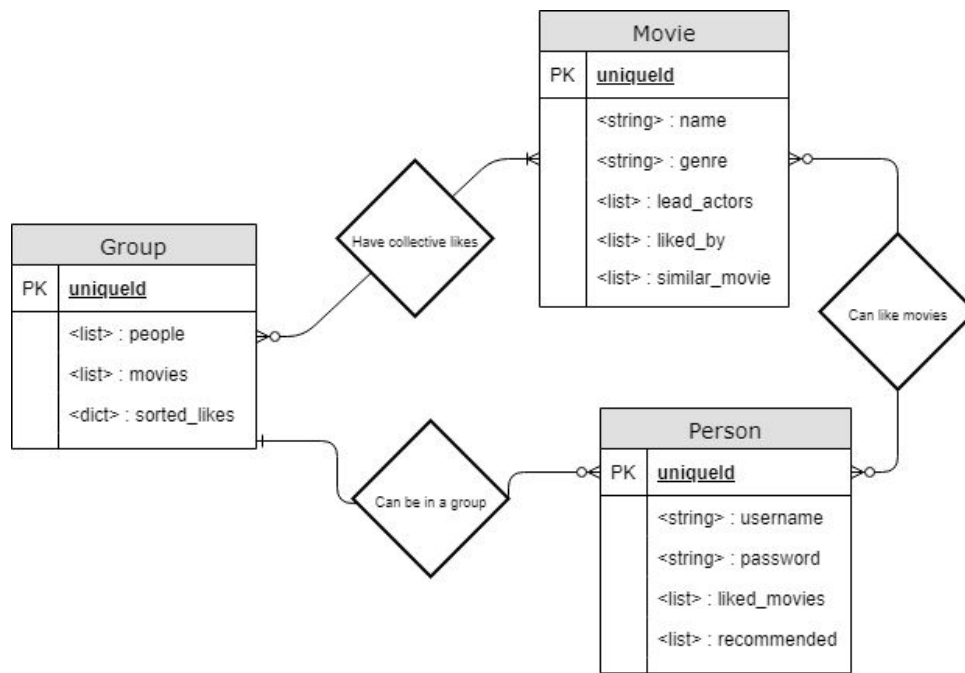 Movie
PK uniqueId
<string> : name
<string> : genre
<list> : lead_actors
<list> : liked_by
<list> : similar_movie
Have collective likes
Group
PK uniqueId
<list> : people
<list> : movies
<dict> : sorted_likes
Can like movies
Can be in a group
Person
PK uniqueId
<string> : username
<string> : password
<list> : liked_movies
<list> : recommended